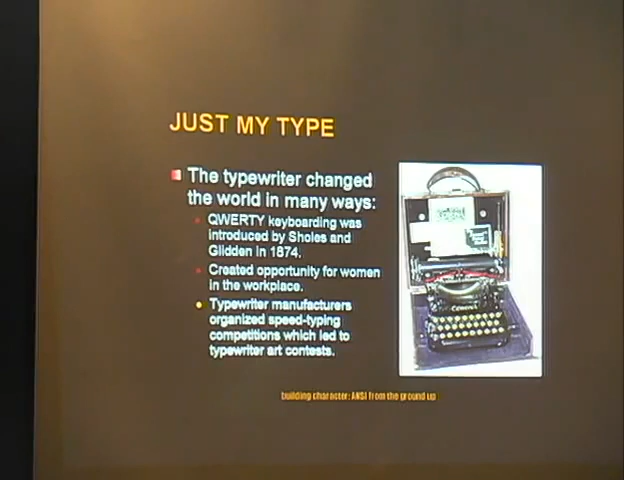 JUST MY TYPE
The typewriter changed
the world in many ways:
QWERTY keyboarding was
introduced by Sholes and
Glidden in 1874.
Created opportunity for women
in the workplace.
Typewriter manufacturers
organized speed-typing
competitions which led to
typewriter art contests.
building character: ANSI from the ground up